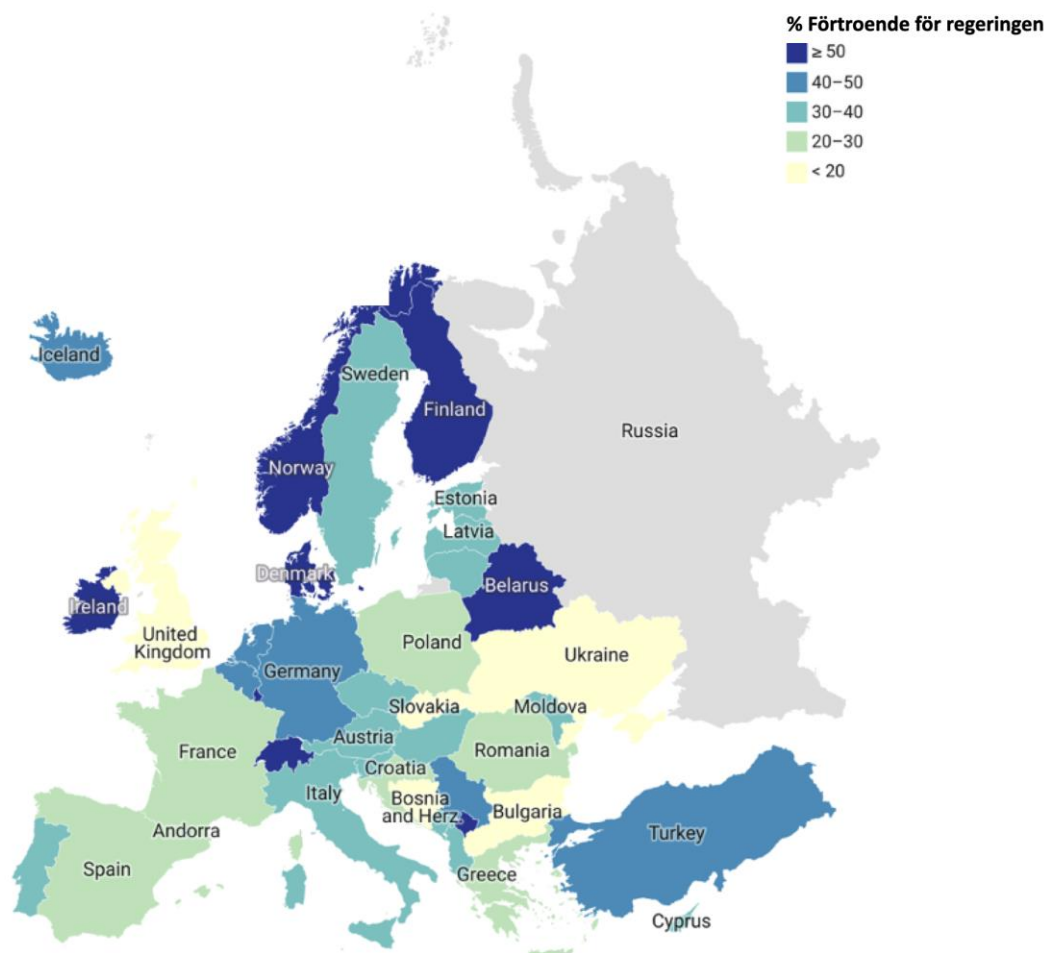 % Förtroende för regeringen
≥ 50
40–50
30–40
20–30
< 20
Iceland
Sweden
Finland
Norway
Russia
Estonia
Latvia
Denmark
Belarus
Ireland
United
Kingdom
Poland
Ukraine
Germany
Slovakia
Moldova
Austria
France
Romania
Croatia
Italy
Bosnia
and Herz.
Bulgaria
Andorra
Turkey
Spain
Greece
Cyprus